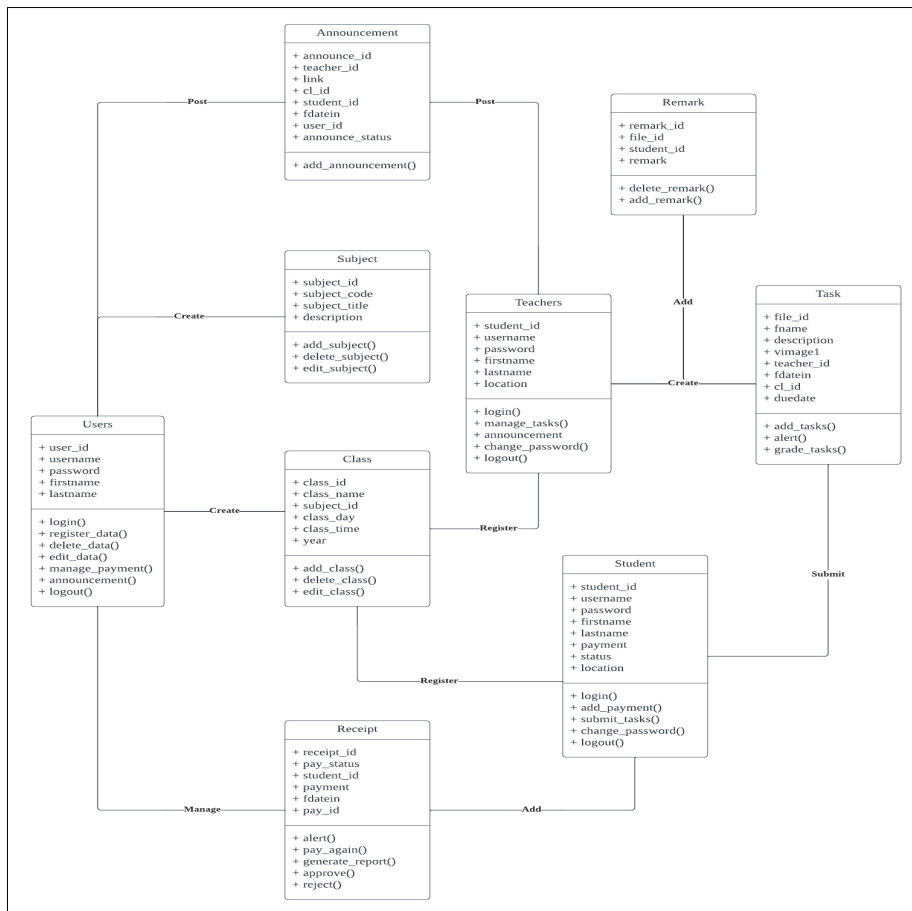 Announcement
+ announce_id
+ teacher_id
+ link
+ cl_id
+ student_id
+ fdatein
+ user_id
+ announce_status
+ add_announcement()
Post
Post
Remark
+ remark_id
+ file_id
+ student_id
+ remark
+ delete_remark()
+ add_remark()
Subject
+ subject_id
+ subject_code
+ subject_title
+ description
+ add_subject()
+ delete_subject()
+ edit_subject()
Create
Teachers
+ student_id
+ username
+ password
+ firstname
+ lastname
+ location
+ login()
+ manage_tasks()
+ announcement
+ change_password()
+ logout()
Add
Create
Task
+ file_id
+ fname
+ description
+ vimage1
+ teacher_id
+ fdatein
+ cl_id
+ duedate
+ add_tasks()
+ alert()
+ grade_tasks()
Users
+ user_id
+ username
+ password
+ firstname
+ lastname
+ login()
+ register_data()
+ delete_data()
+ edit_data()
+ manage_payment()
+ announcement()
+ logout()
Create
Class
+ class_id
+ class_name
+ subject_id
+ class_day
+ class_time
+ year
+ add_class()
+ delete_class()
+ edit_class()
Register
Student
+ student_id
+ username
+ password
+ firstname
+ lastname
+ payment
+ status
+ location
+ login()
+ add_payment()
+ submit_tasks()
+ change_password()
+ logout()
Submit
Register
Receipt
+ receipt_id
+ pay_status
+ student_id
+ payment
+ fdatein
+ pay_id
+ alert()
+ pay_again()
+ generate_report()
+ approve()
+ reject()
Manage
Add